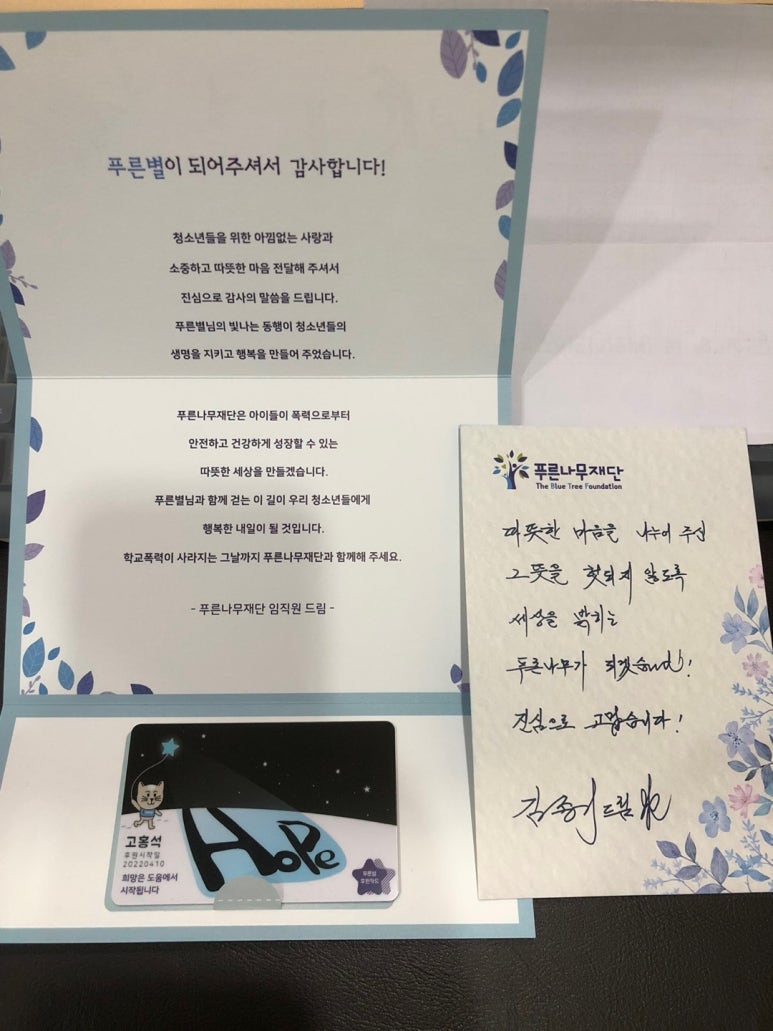 푸른별이 되어주셔서 감사합니다!
청소년들을 위한 아낌없는 사랑과
소중하고 따뜻한 마음 전달해 주셔서
진심으로 감사의 말씀을 드립니다.
푸른별님의 빛나는 동행이 청소년들의
생명을 지키고 행복을 만들어 주었습니다.
푸른나무재단은 아이들이 폭력으로부터
안전하고 건강하게 성장할 수 있는
따뜻한 세상을 만들겠습니다.
푸른별님과 함께 걷는 이 길이 우리 청소년들에게
행복한 내일이 될 것입니다.
학교폭력이 사라지는 그날까지 푸른나무재단과 함께해 주세요.
- 푸른나무재단 임직원 드림 -
고홍석
후원시작일
20220410
희망은 도움에서
시작됩니다
HoPe
푸른별
후원카드
푸른나무재단
The Blue Tree Foundation
따뜻한 마음을 나누어 주신
그 뜻을 헛되지 않도록
세상을 밝히는
푸른나무가 되겠습니다!
진심으로 고맙습니다!
드림